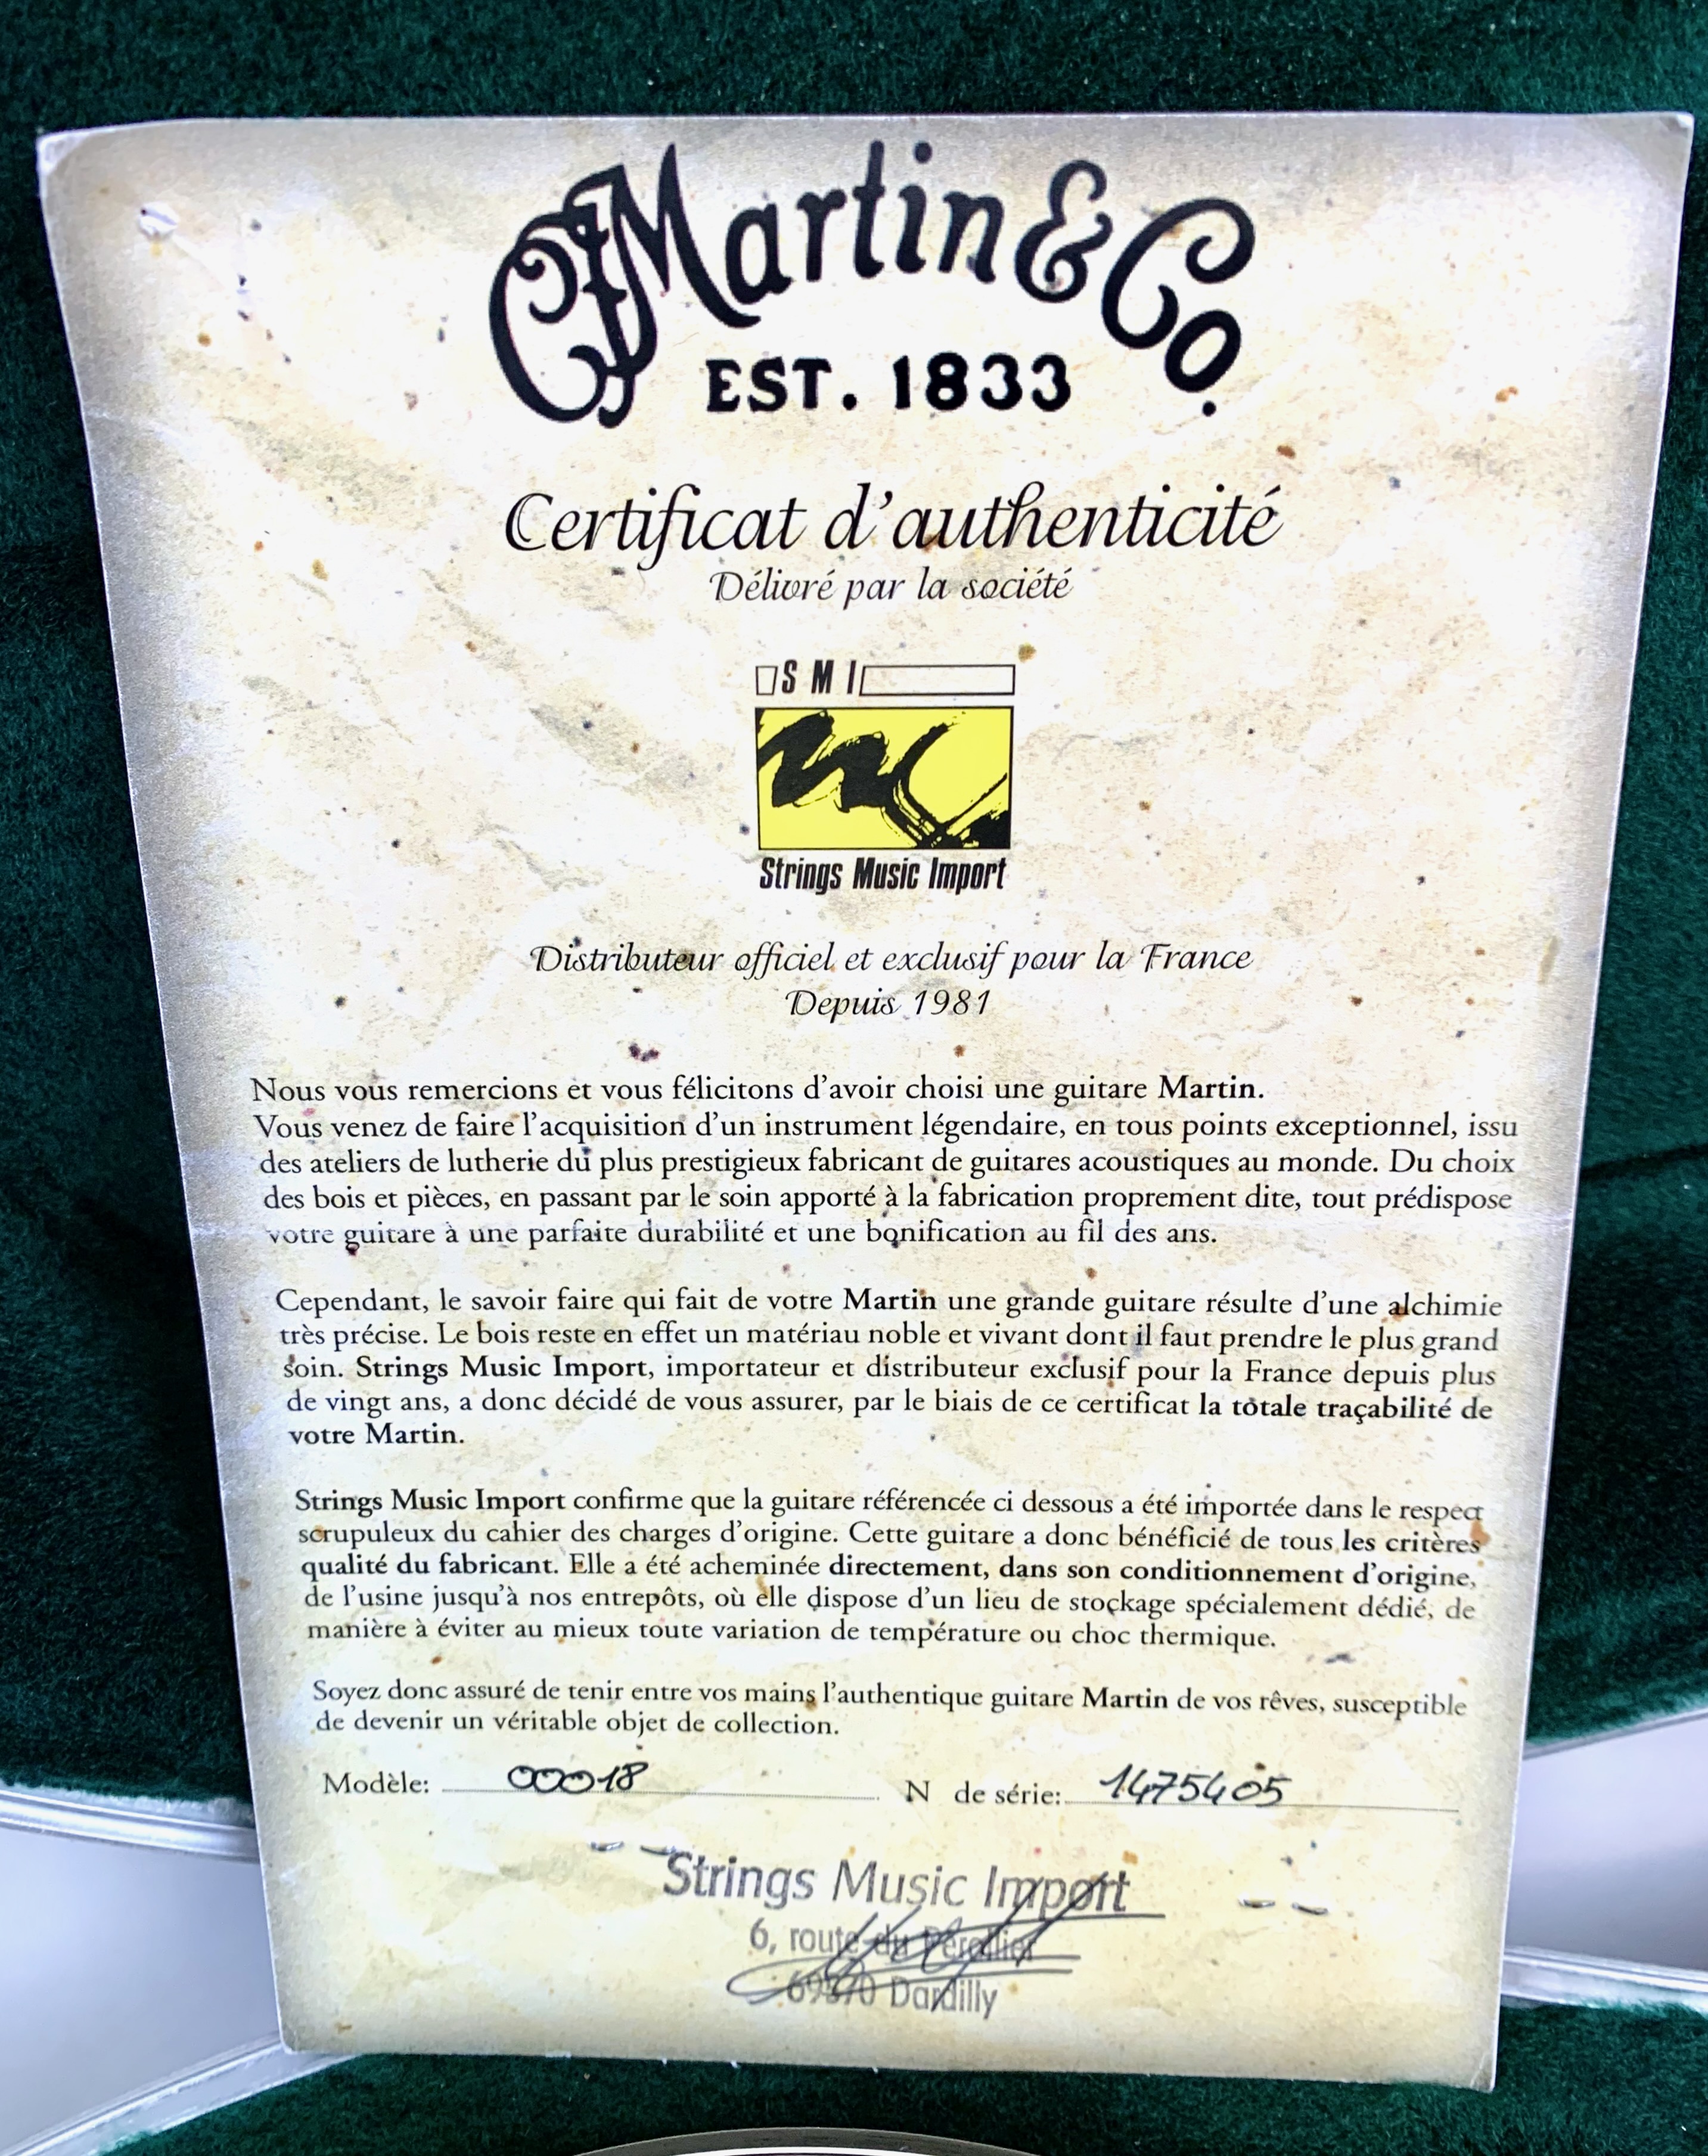 CFMartin & Co.
EST. 1833
Certificat d'authenticité
Délivré par la société
SMI
Strings Music Import
Distributeur officiel et exclusif pour la France
Depuis 1981
Nous vous remercions et vous félicitons d'avoir choisi une guitare Martin.
Vous venez de faire l'acquisition d'un instrument légendaire, en tous points exceptionnel, issu
des ateliers de lutherie du plus prestigieux fabricant de guitares acoustiques au monde. Du choix
des bois et pièces, en passant par le soin apporté à la fabrication proprement dite, tout prédispose
votre guitare à une parfaite durabilité et une bonification au fil des ans.
Cependant, le savoir faire qui fait de votre Martin une grande guitare résulte d'une alchimie
très précise. Le bois reste en effet un matériau noble et vivant dont il faut prendre le plus grand
soin. Strings Music Import, importateur et distributeur exclusif pour la France depuis plus
de vingt ans, a donc décidé de vous assurer, par le biais de ce certificat la totale traçabilité de
votre Martin.
Strings Music Import confirme que la guitare référencée ci dessous a été importée dans le respect
scrupuleux du cahier des charges d'origine. Cette guitare a donc bénéficié de tous les critères
qualité du fabricant. Elle a été acheminée directement, dans son conditionnement d'origine,
de l'usine jusqu'à nos entrepôts, où elle dispose d'un lieu de stockage spécialement dédié, de
manière à éviter au mieux toute variation de température ou choc thermique.
Soyez donc assuré de tenir entre vos mains l'authentique guitare Martin de vos rêves, susceptible
de devenir un véritable objet de collection.
Modèle: 00018 N de série: 1475405
Strings Music Import
6, route du
Dardilly